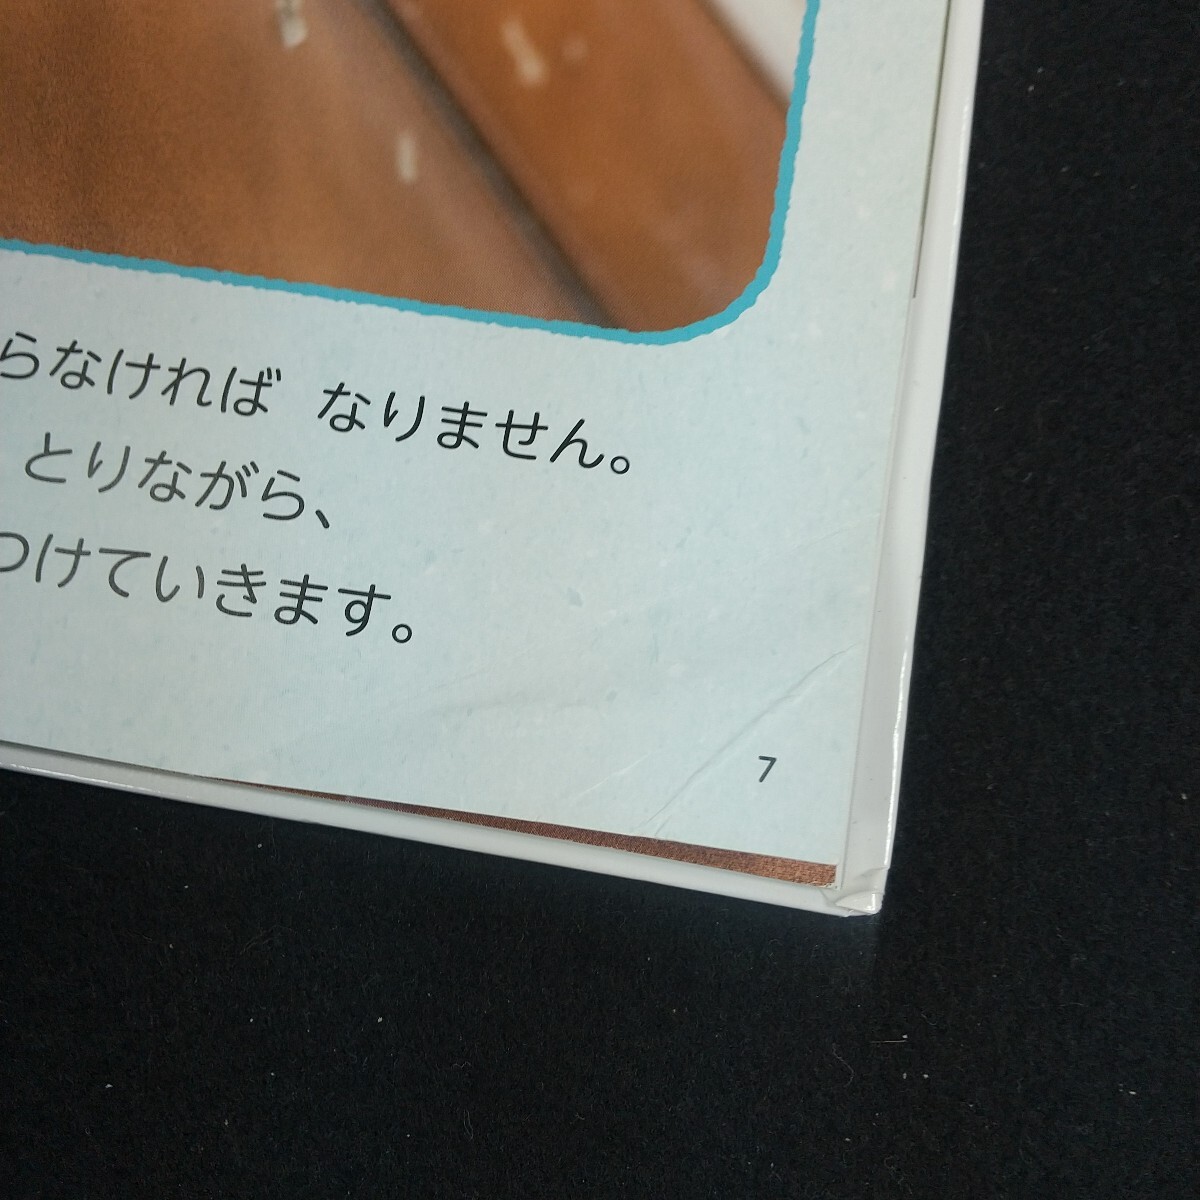 らなければ なりません。
とりながら、
つけていきます。
7